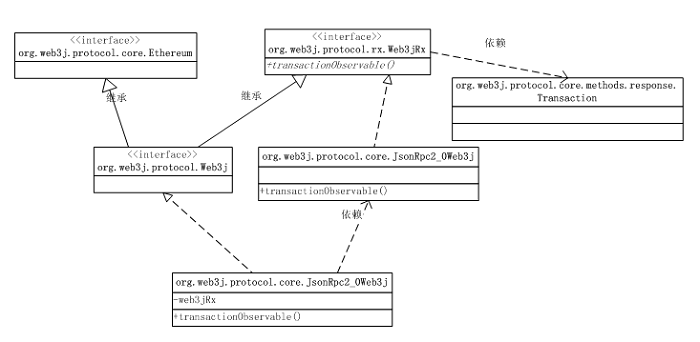 <<interface>>
org.web3j.protocol.core.Ethereum
<<interface>>
org.web3j.protocol.rx.Web3jRx
+transactionObservable()
依赖
org.web3j.protocol.core.methods.response.
Transaction
继承
继承
<<interface>>
org.web3j.protocol.Web3j
org.web3j.protocol.core.JsonRpc2_0Web3j
+transactionObservable()
依赖
org.web3j.protocol.core.JsonRpc2_0Web3j
-web3jRx
+transactionObservable()